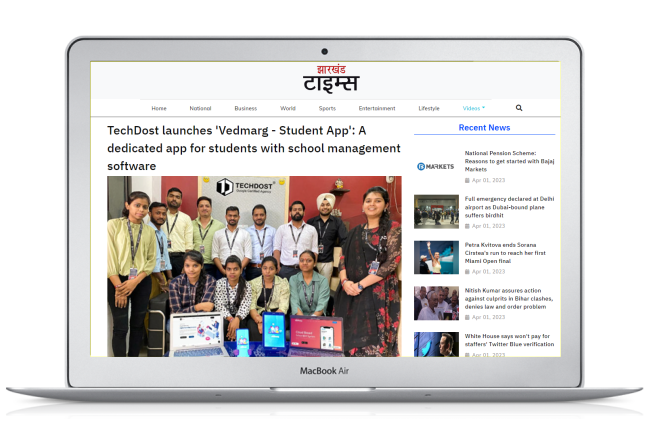 झारखंड
टाइम्स
Home National Business World Sports Entertainment Lifestyle Videos
TechDost launches 'Vedmarg - Student App': A
dedicated app for students with school management
software
TECHDOST
Google Certified Agency
Recent News
MARKETS
National Pension Scheme:
Reasons to get started with Bajaj
Markets
Apr 01, 2023
Full emergency declared at Delhi
airport as Dubai-bound plane
suffers birdhit
Apr 01, 2023
Petra Kvitova ends Sorana
Cirstea's run to reach her first
Miami Open final
Apr 01, 2023
Nitish Kumar assures action
against culprits in Bihar clashes,
denies law and order problem
Apr 01, 2023
White House says won't pay for
staffers' Twitter Blue verification
Apr 01, 2023
MacBook Air